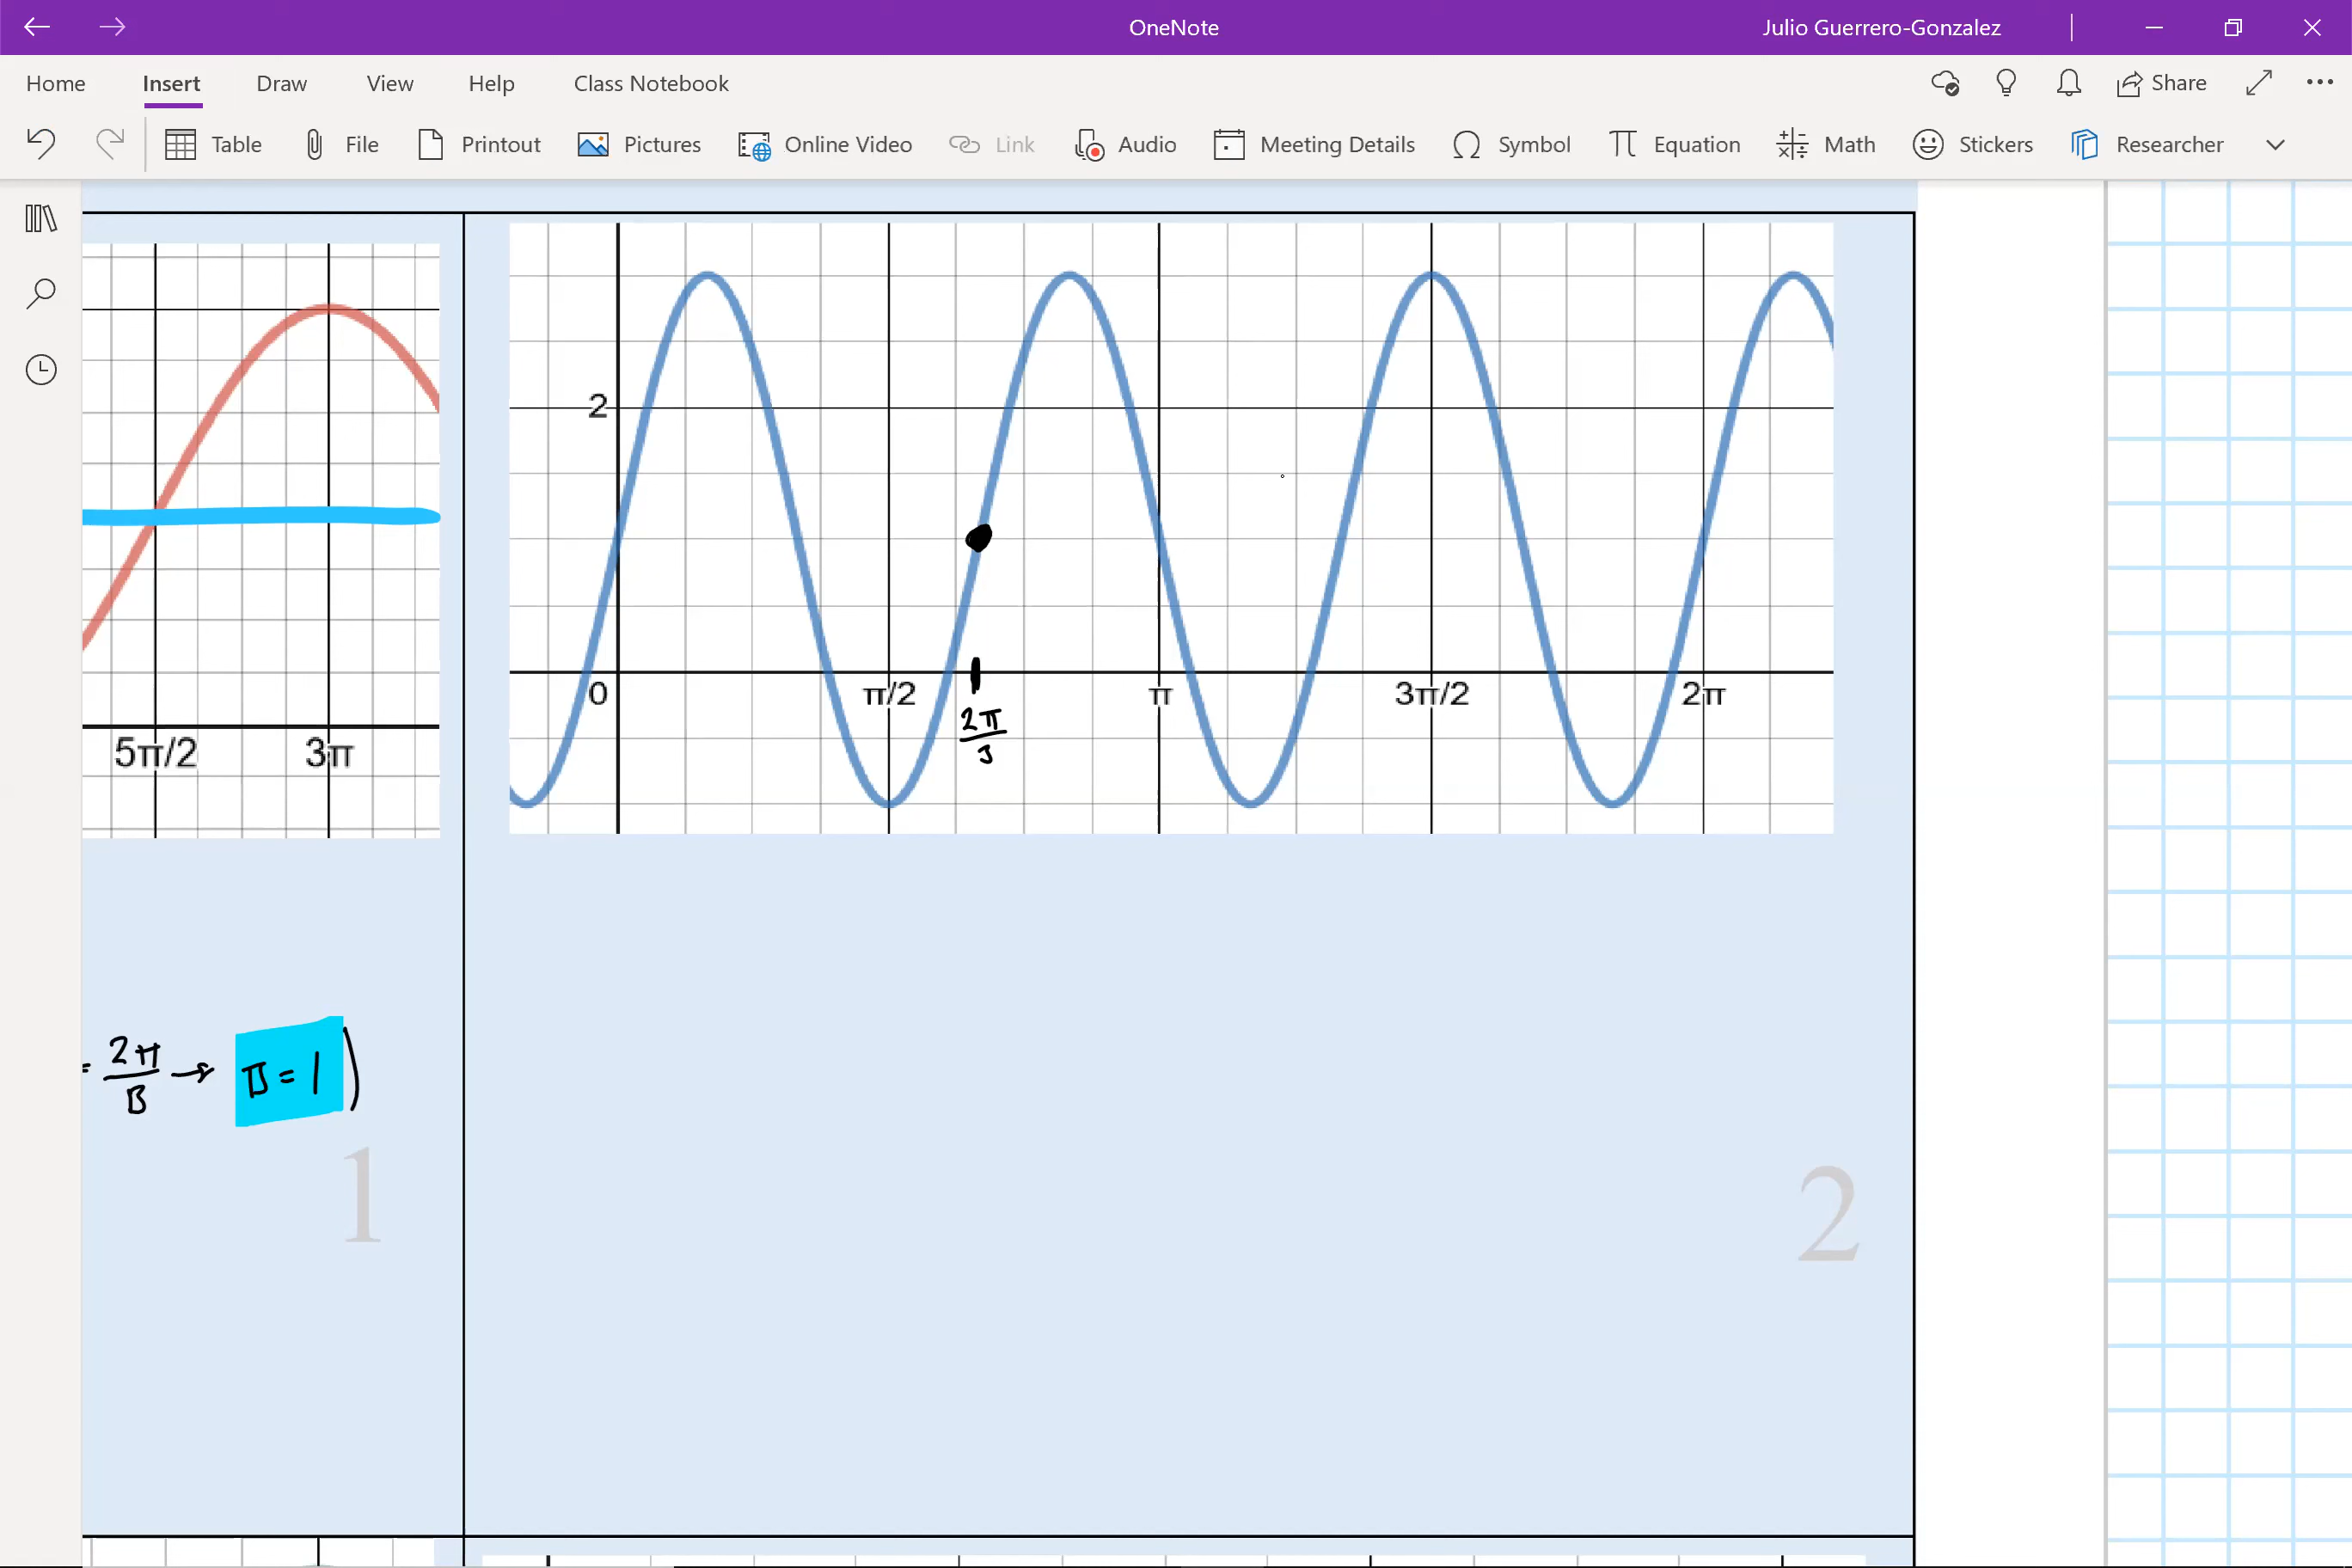 OneNote
Julio Guerrero-Gonzalez
Home Insert Draw View Help Class Notebook
Share
Table File Printout Pictures Online Video Link Audio Meeting Details Symbol Equation Math Stickers Researcher
2
0 π/2 π 3π/2 2π
2π/3
5π/2 3π
= 2π/B → B = 1 )
1
2